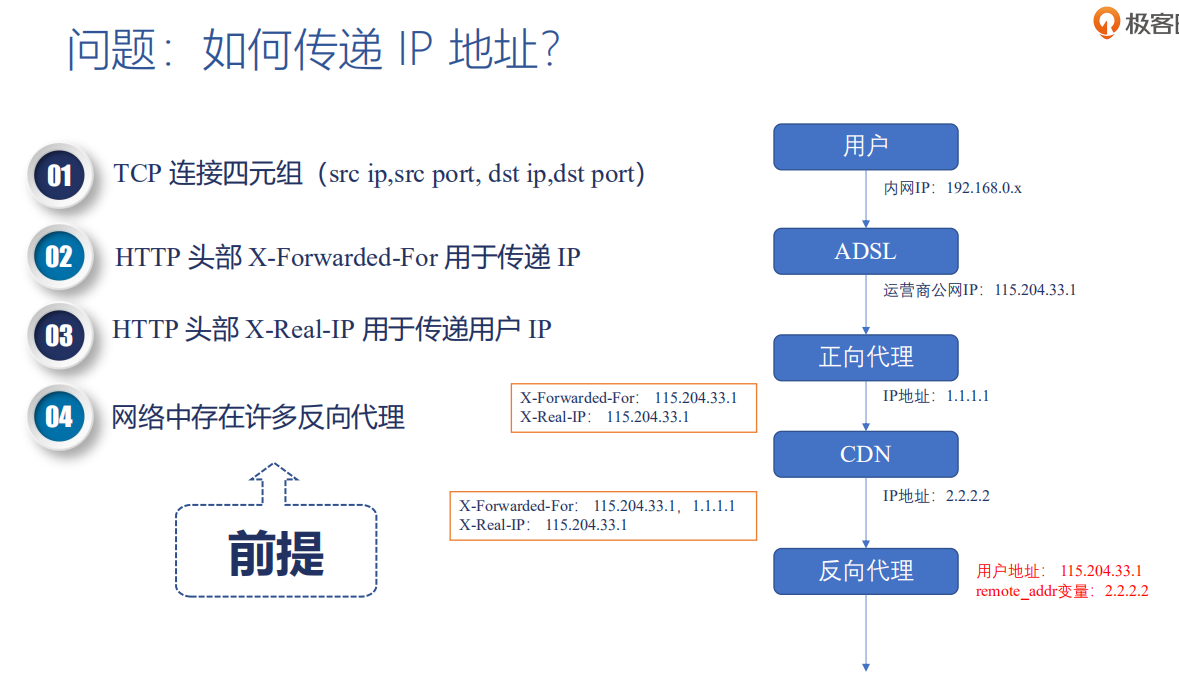 问题：如何传递 IP 地址？
极客
01
TCP 连接四元组（src ip,src port, dst ip,dst port）
02
HTTP 头部 X-Forwarded-For 用于传递 IP
03
HTTP 头部 X-Real-IP 用于传递用户 IP
04
网络中存在许多反向代理
前提
用户
内网IP：192.168.0.x
ADSL
运营商公网IP：115.204.33.1
正向代理
IP地址：1.1.1.1
X-Forwarded-For： 115.204.33.1
X-Real-IP： 115.204.33.1
CDN
IP地址：2.2.2.2
X-Forwarded-For： 115.204.33.1，1.1.1.1
X-Real-IP： 115.204.33.1
反向代理
用户地址： 115.204.33.1
remote_addr变量：2.2.2.2